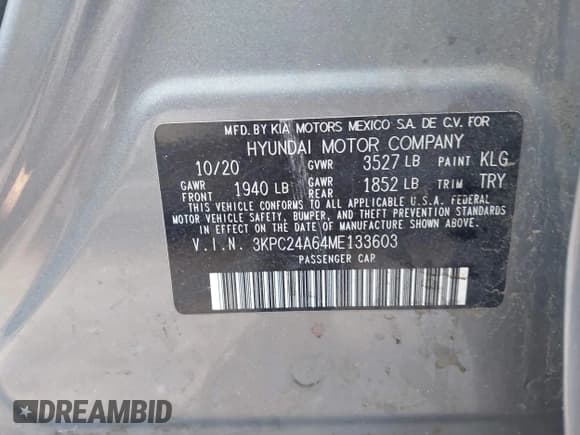 MFD. BY KIA MOTORS MEXICO S.A. DE C.V. FOR
HYUNDAI MOTOR COMPANY
10/20 GVWR 3527 LB PAINT KLG
GAWR FRONT 1940 LB GAWR REAR 1852 LB TRIM TRY
THIS VEHICLE CONFORMS TO ALL APPLICABLE U.S.A. FEDERAL
MOTOR VEHICLE SAFETY, BUMPER, AND THEFT PREVENTION STANDARDS
IN EFFECT ON THE DATE OF MANUFACTURE SHOWN ABOVE.
V.I.N. 3KPC24A64ME133603
PASSENGER CAR
DREAMBID